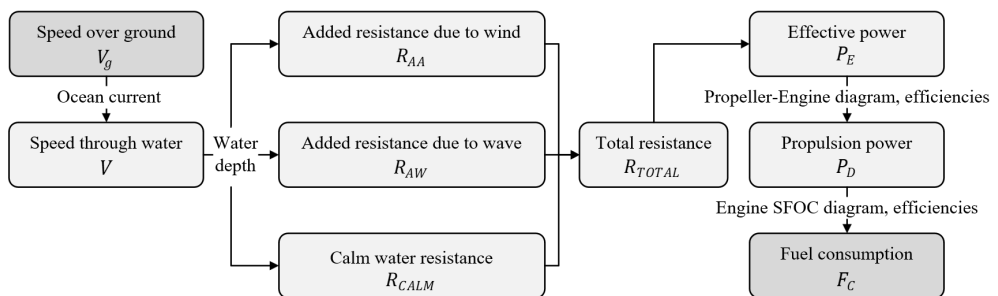 Speed over ground
V_g
Ocean current
Speed through water
V
Water
depth
Added resistance due to wind
R_AA
Added resistance due to wave
R_AW
Calm water resistance
R_CALM
Total resistance
R_TOTAL
Effective power
P_E
Propeller-Engine diagram, efficiencies
Propulsion power
P_D
Engine SFOC diagram, efficiencies
Fuel consumption
F_C